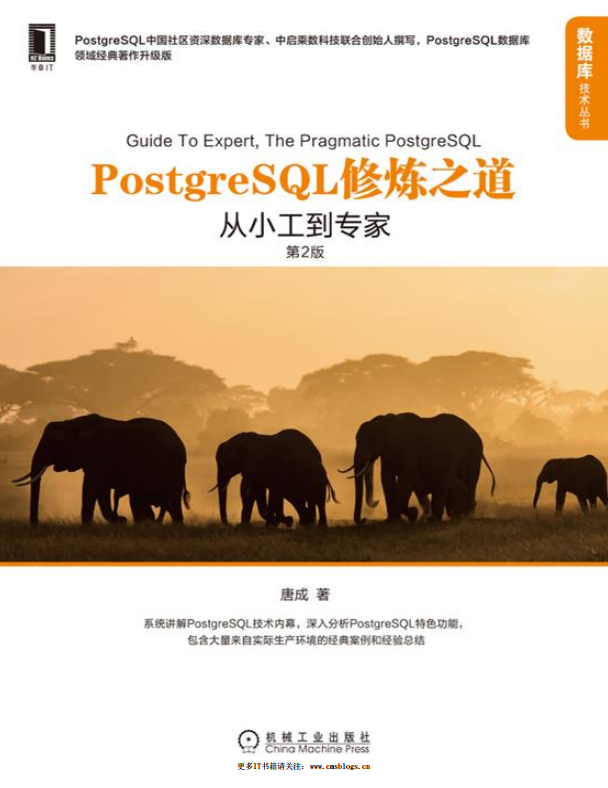 HZ Books
华章IT
PostgreSQL中国社区资深数据库专家、中启乘数科技联合创始人撰写，PostgreSQL数据库
领域经典著作升级版
数据库
技术丛书
Guide To Expert, The Pragmatic PostgreSQL
PostgreSQL修炼之道
从小工到专家
第2版
唐成 著
系统讲解PostgreSQL技术内幕，深入分析PostgreSQL特色功能，
包含大量来自实际生产环境的经典案例和经验总结
机械工业出版社
China Machine Press
更多IT书籍请关注：www.cmsblogs.cn